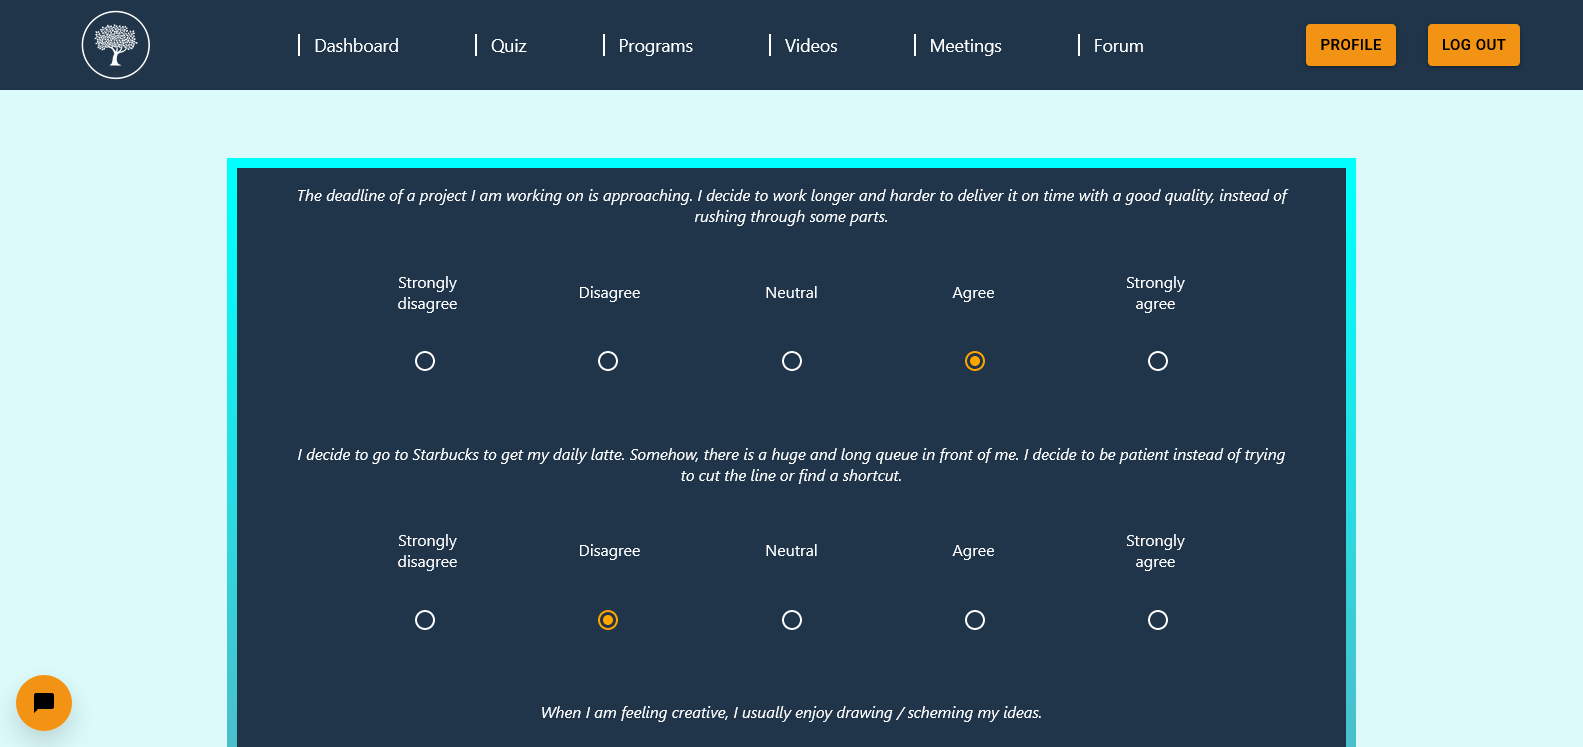 Dashboard
Quiz
Programs
Videos
Meetings
Forum
PROFILE
LOG OUT
The deadline of a project I am working on is approaching. I decide to work longer and harder to deliver it on time with a good quality, instead of
rushing through some parts.
Strongly
disagree
Disagree
Neutral
Agree
Strongly
agree
I decide to go to Starbucks to get my daily latte. Somehow, there is a huge and long queue in front of me. I decide to be patient instead of trying
to cut the line or find a shortcut.
Strongly
disagree
Disagree
Neutral
Agree
Strongly
agree
When I am feeling creative, I usually enjoy drawing / scheming my ideas.